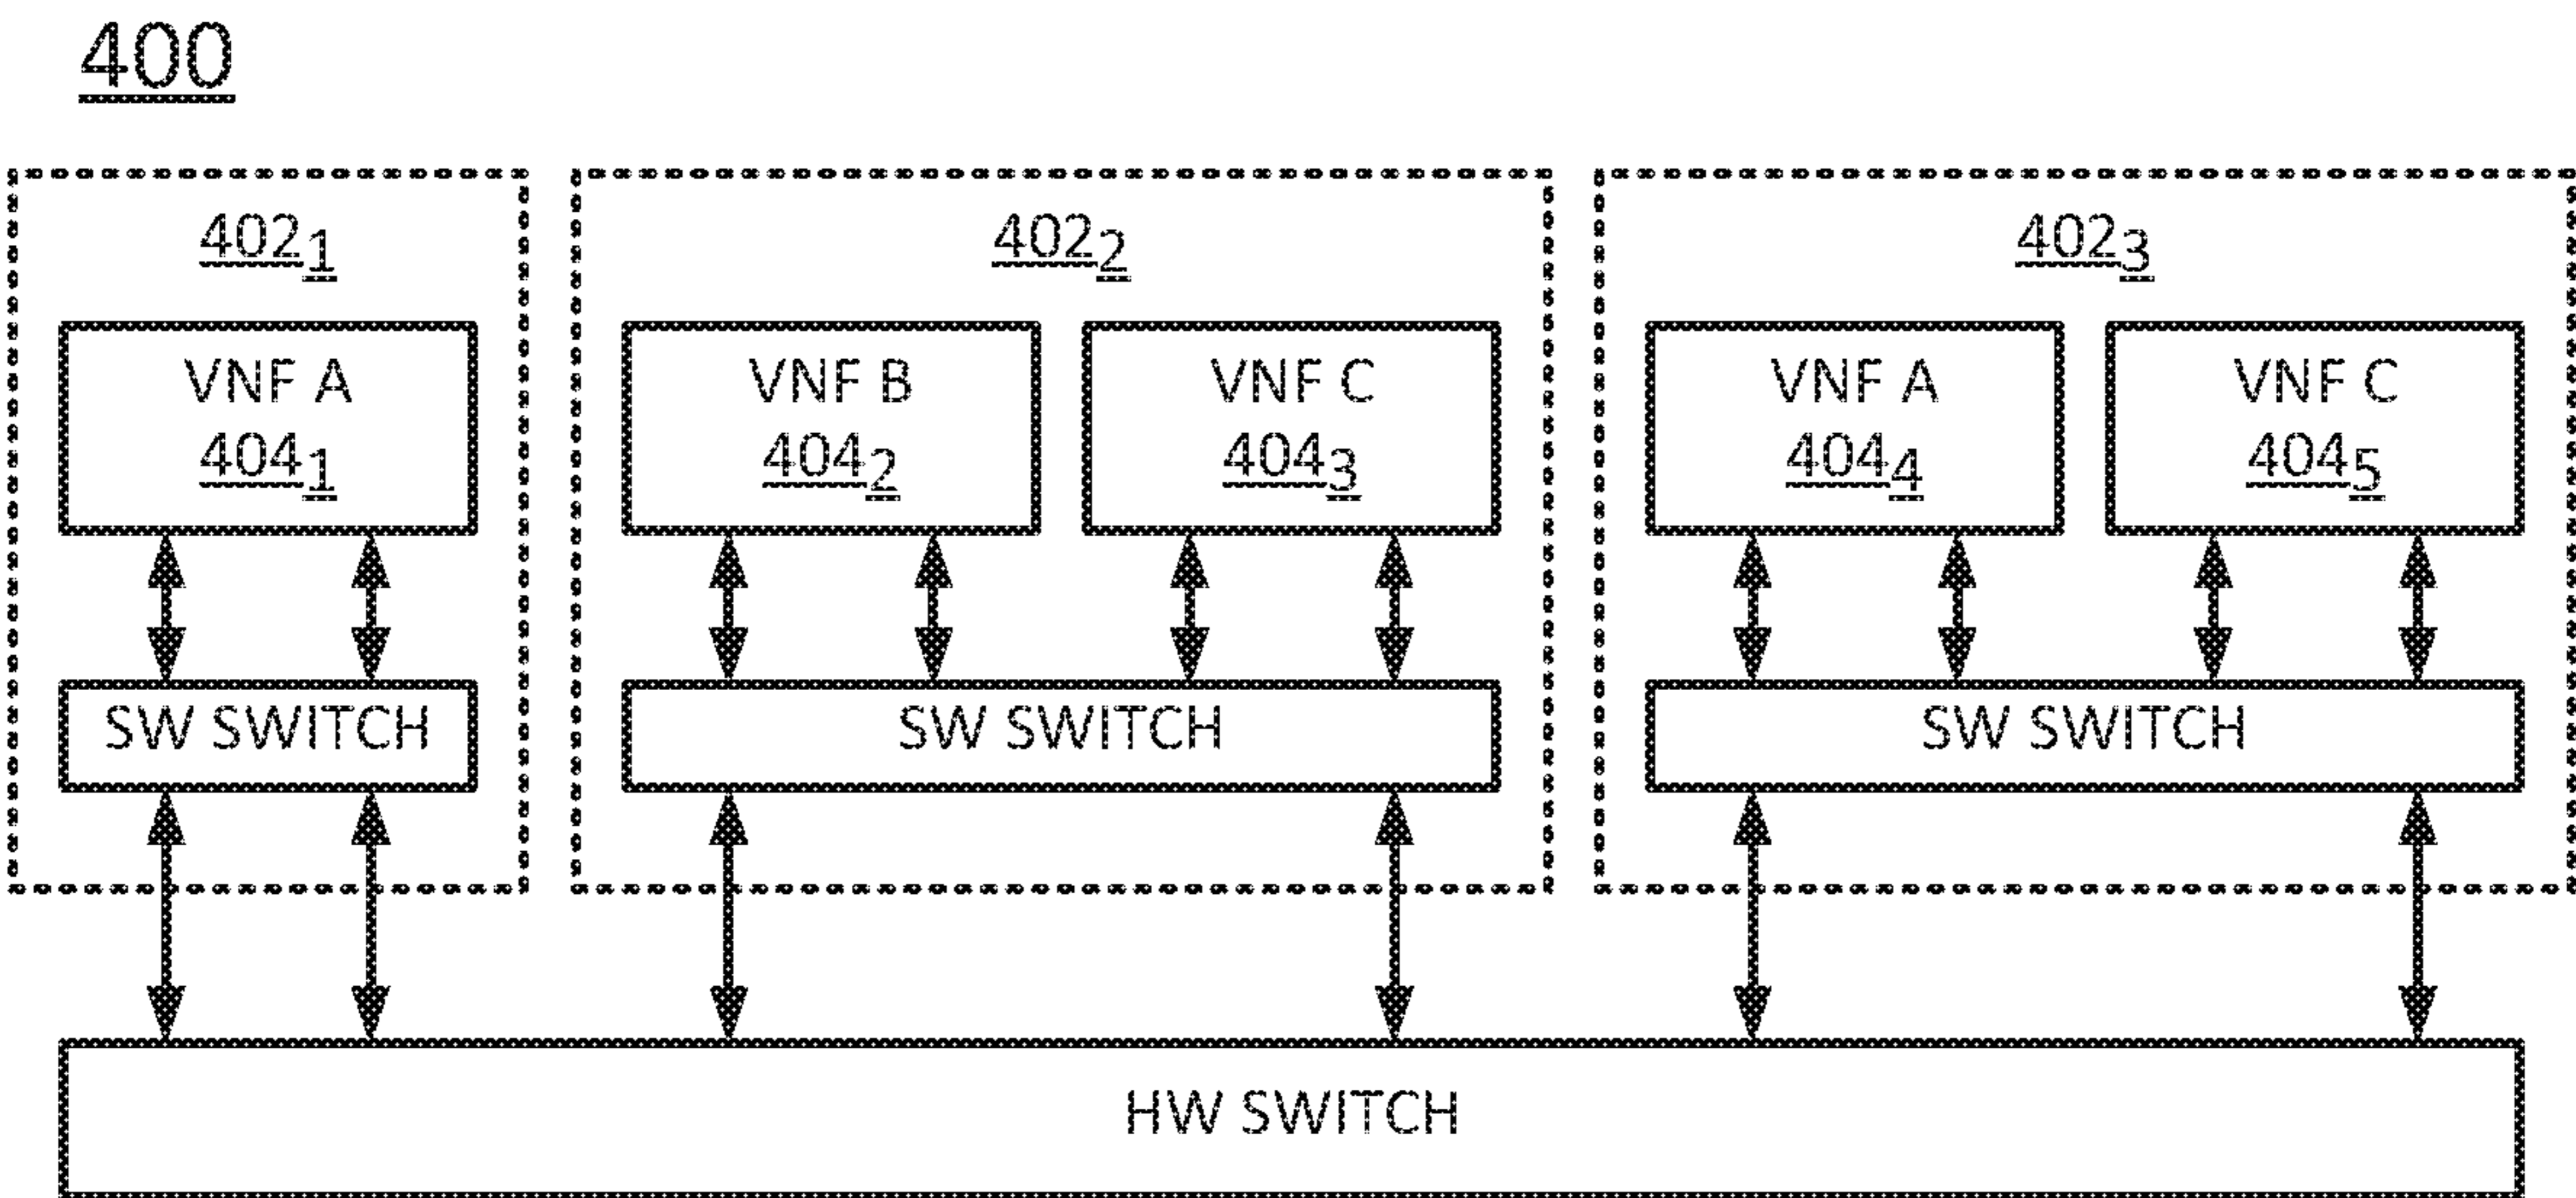 400
402₁
402₂
402₃
VNF A
404₁
VNF B
404₂
VNF C
404₃
VNF A
404₄
VNF C
404₅
SW SWITCH
SW SWITCH
SW SWITCH
HW SWITCH